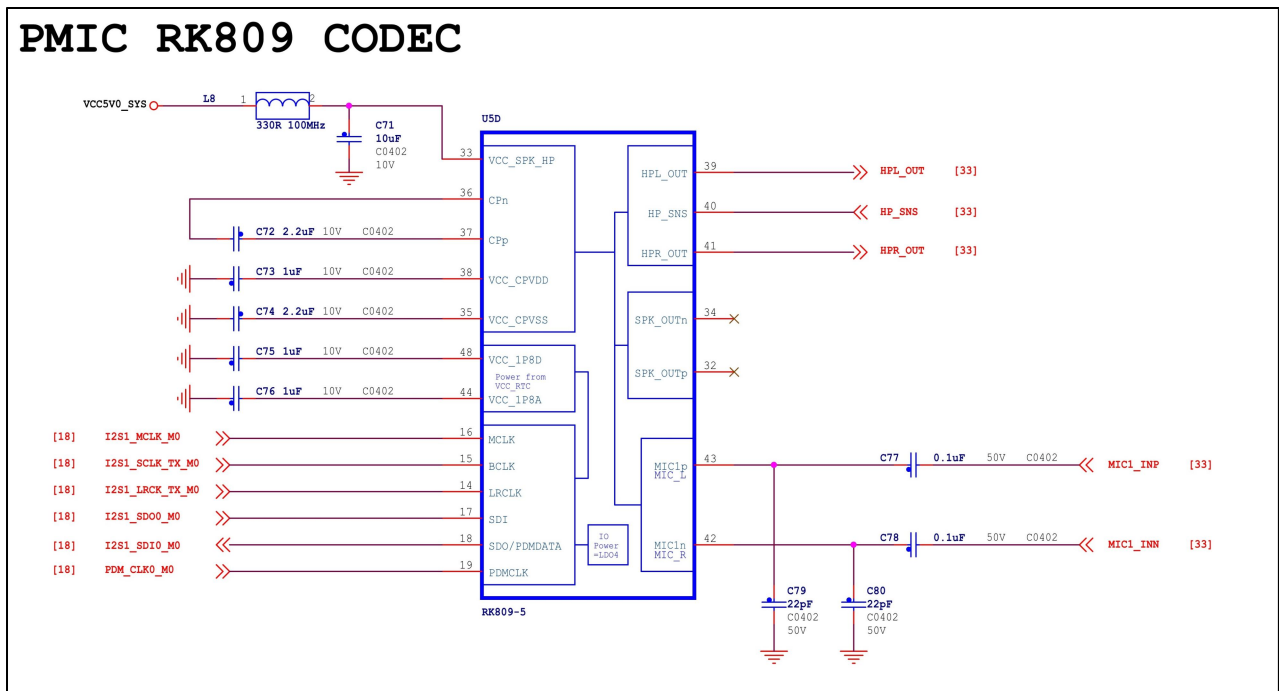 PMIC RK809 CODEC
VCC5V0_SYS
L8
1
2
330R 100MHz
C71
10uF
C0402
10V
U5D
33
VCC_SPK_HP
36
CPn
C72 2.2uF 10V C0402
37
CPp
C73 1uF 10V C0402
38
VCC_CPVDD
C74 2.2uF 10V C0402
35
VCC_CPVSS
C75 1uF 10V C0402
48
VCC_1P8D
Power from
VCC_RTC
C76 1uF 10V C0402
44
VCC_1P8A
[18] I2S1_MCLK_M0
16
MCLK
[18] I2S1_SCLK_TX_M0
15
BCLK
[18] I2S1_LRCK_TX_M0
14
LRCLK
[18] I2S1_SDO0_M0
17
SDI
[18] I2S1_SDI0_M0
18
SDO/PDMDATA
[18] PDM_CLK0_M0
19
PDMCLK
IO
Power
=LDO4
RK809-5
HPL_OUT
39
HPL_OUT [33]
HP_SNS
40
HP_SNS [33]
HPR_OUT
41
HPR_OUT [33]
SPK_OUTn
34
SPK_OUTp
32
MIC1p
MIC_L
43
C77 0.1uF 50V C0402
MIC1_INP [33]
MIC1n
MIC_R
42
C78 0.1uF 50V C0402
MIC1_INN [33]
C79
22pF
C0402
50V
C80
22pF
C0402
50V